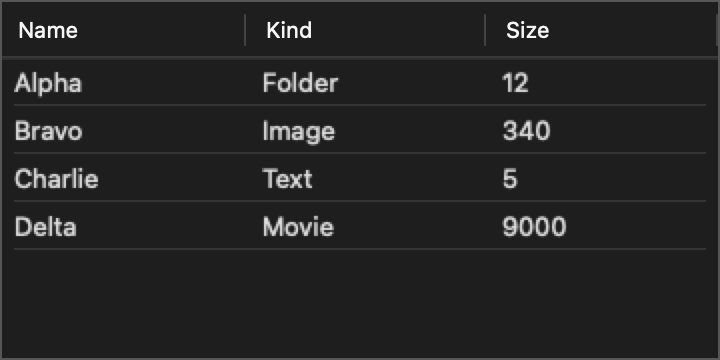 Name Kind Size
Alpha Folder 12
Bravo Image 340
Charlie Text 5
Delta Movie 9000